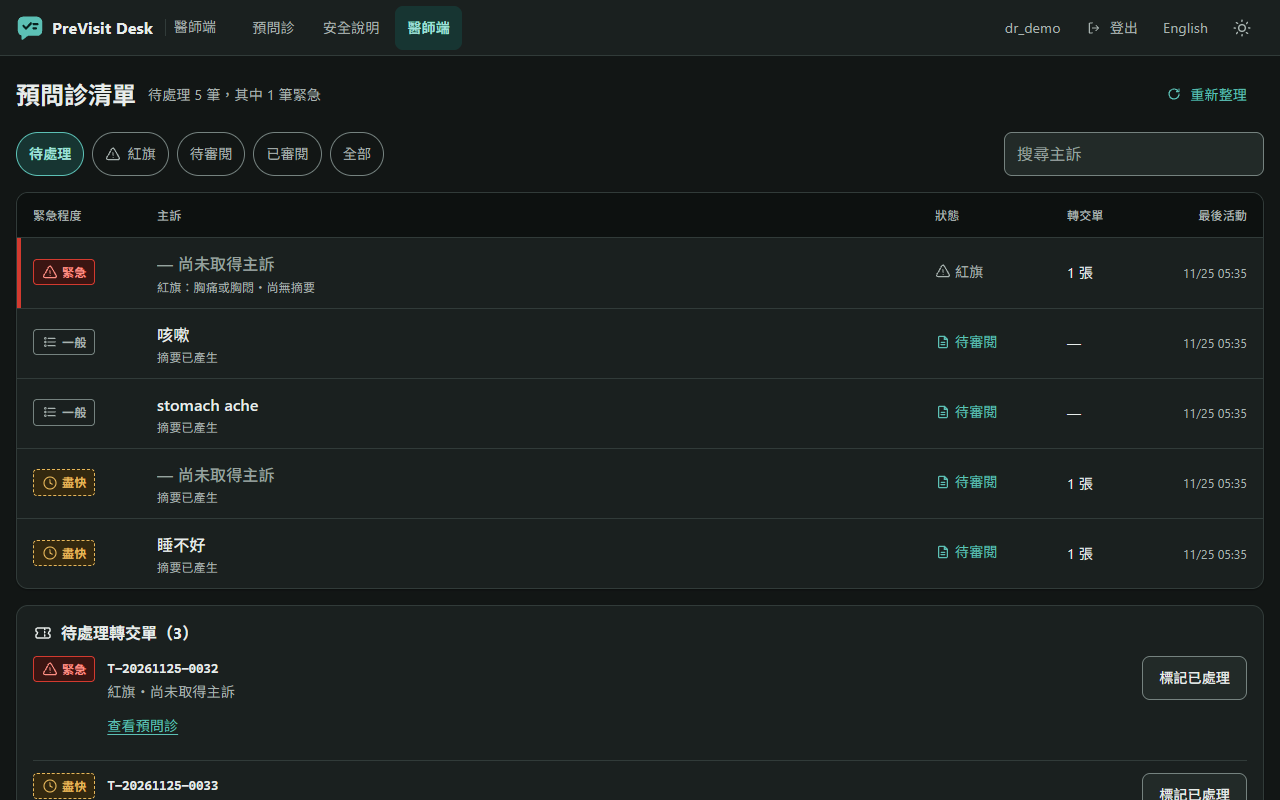 PreVisit Desk 醫師端 預問診 安全說明 醫師端 dr_demo 登出 English
預問診清單 待處理 5 筆，其中 1 筆緊急 重新整理
待處理 紅旗 待審閱 已審閱 全部 搜尋主訴
緊急程度 主訴 狀態 轉交單 最後活動
緊急 — 尚未取得主訴 紅旗 1 張 11/25 05:35
紅旗：胸痛或胸悶・尚無摘要
一般 咳嗽 待審閱 — 11/25 05:35
摘要已產生
一般 stomach ache 待審閱 — 11/25 05:35
摘要已產生
盡快 — 尚未取得主訴 待審閱 1 張 11/25 05:35
摘要已產生
盡快 睡不好 待審閱 1 張 11/25 05:35
摘要已產生
待處理轉交單（3）
緊急 T-20261125-0032 標記已處理
紅旗・尚未取得主訴
查看預問診
盡快 T-20261125-0033 標記已處理